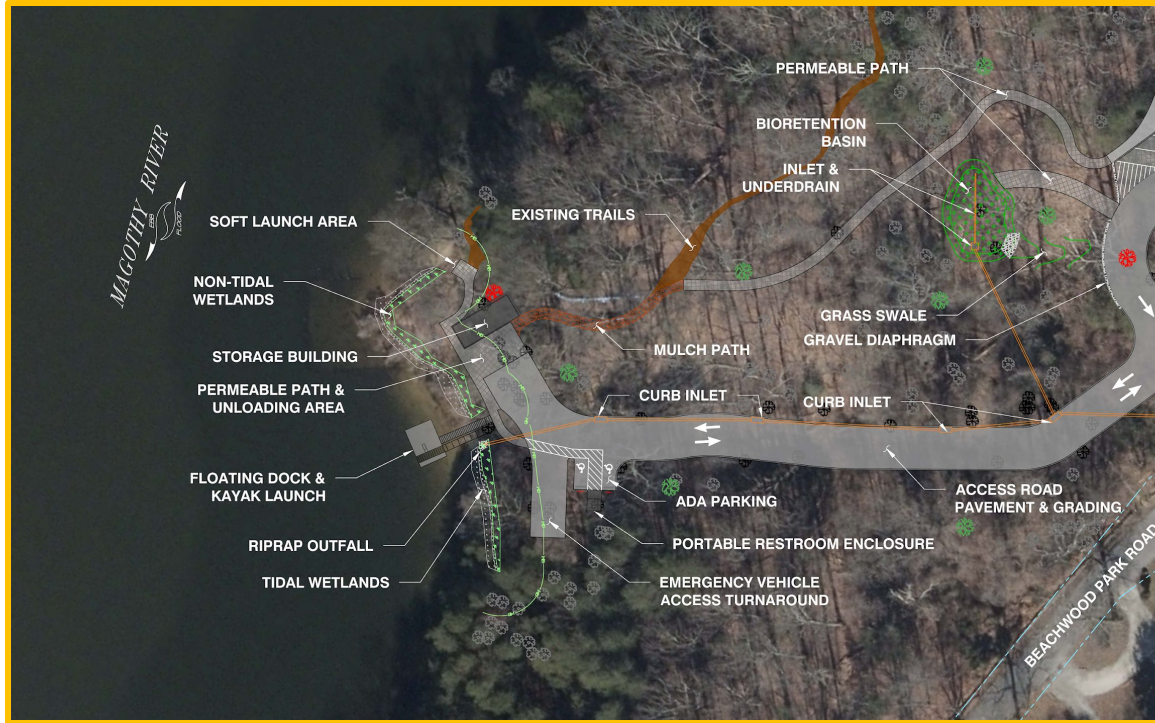 PERMEABLE PATH
BIORETENTION
BASIN
INLET &
UNDERDRAIN
MAGOTHY RIVER
EBB
FLOOD
SOFT LAUNCH AREA
EXISTING TRAILS
NON-TIDAL
WETLANDS
GRASS SWALE
GRAVEL DIAPHRAGM
STORAGE BUILDING
MULCH PATH
PERMEABLE PATH &
UNLOADING AREA
CURB INLET
CURB INLET
FLOATING DOCK &
KAYAK LAUNCH
ADA PARKING
ACCESS ROAD
PAVEMENT & GRADING
RIPRAP OUTFALL
PORTABLE RESTROOM ENCLOSURE
TIDAL WETLANDS
EMERGENCY VEHICLE
ACCESS TURNAROUND
BEACHWOOD PARK ROAD